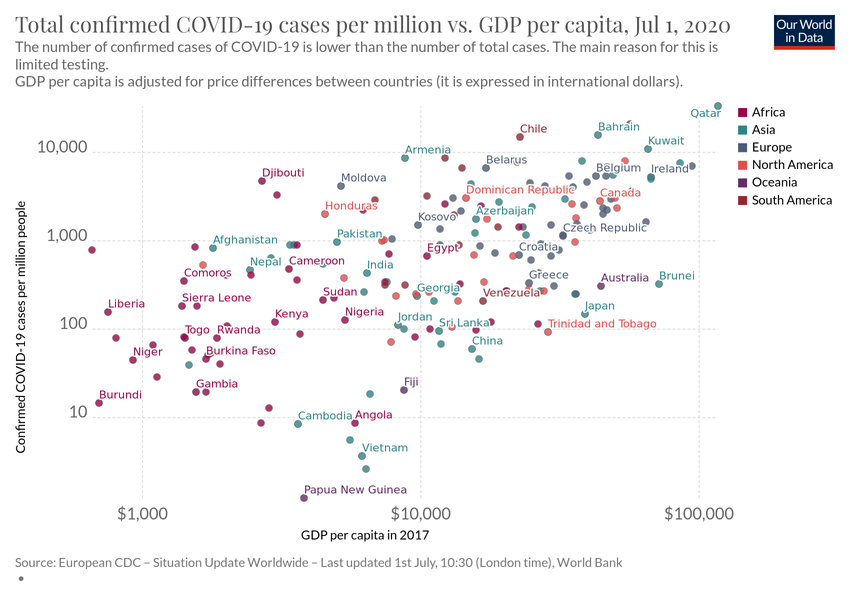 Total confirmed COVID-19 cases per million vs. GDP per capita, Jul 1, 2020
Our World
in Data
The number of confirmed cases of COVID-19 is lower than the number of total cases. The main reason for this is
limited testing.
GDP per capita is adjusted for price differences between countries (it is expressed in international dollars).
Qatar
Africa
Asia
Europe
North America
Oceania
South America
Chile
Bahrain
Kuwait
10,000
Armenia
Belarus
Belgium
Ireland
Djibouti
Moldova
Dominican Republic
Canada
Honduras
Azerbaijan
Kosovo
Czech Republic
1,000
Afghanistan
Pakistan
Egypt
Croatia
Nepal
Cameroon
India
Comoros
Greece
Australia
Brunei
Georgia
Venezuela
Sierra Leone
Sudan
Liberia
Japan
Kenya
Nigeria
Jordan
Sri Lanka
Trinidad and Tobago
100
Togo
Rwanda
China
Niger
Burkina Faso
Gambia
Fiji
Burundi
10
Cambodia
Angola
Vietnam
Papua New Guinea
Confirmed COVID-19 cases per million people
$1,000
$10,000
$100,000
GDP per capita in 2017
Source: European CDC – Situation Update Worldwide – Last updated 1st July, 10:30 (London time), World Bank